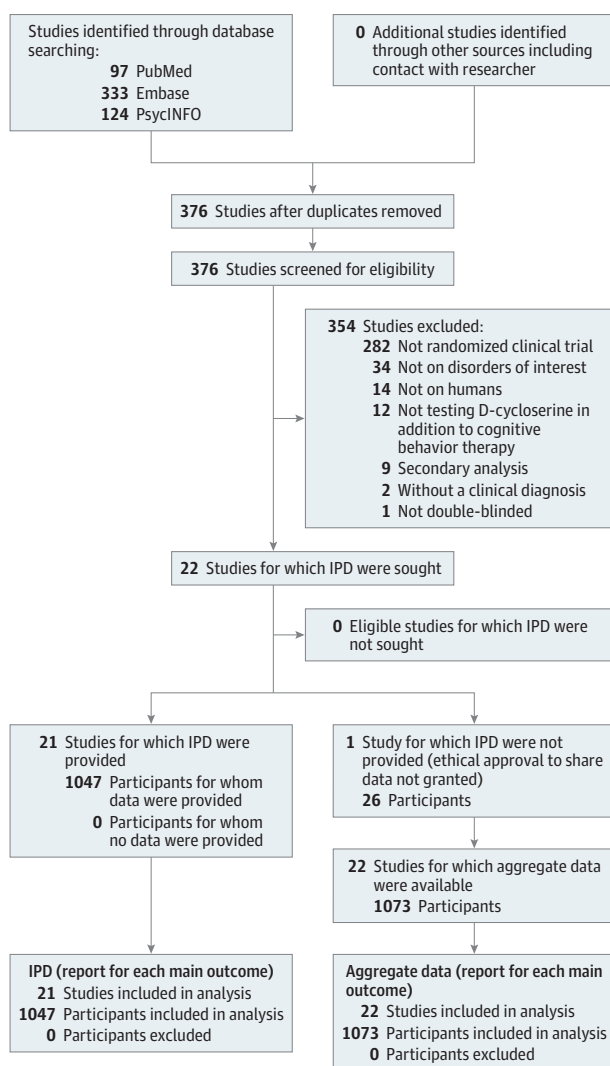 Studies identified through database
searching:
97 PubMed
333 Embase
124 PsycINFO
0 Additional studies identified
through other sources including
contact with researcher
376 Studies after duplicates removed
376 Studies screened for eligibility
354 Studies excluded:
282 Not randomized clinical trial
34 Not on disorders of interest
14 Not on humans
12 Not testing D-cycloserine in
addition to cognitive
behavior therapy
9 Secondary analysis
2 Without a clinical diagnosis
1 Not double-blinded
22 Studies for which IPD were sought
0 Eligible studies for which IPD were
not sought
21 Studies for which IPD were
provided
1047 Participants for whom
data were provided
0 Participants for whom
no data were provided
1 Study for which IPD were not
provided (ethical approval to share
data not granted)
26 Participants
22 Studies for which aggregate data
were available
1073 Participants
IPD (report for each main outcome)
21 Studies included in analysis
1047 Participants included in analysis
0 Participants excluded
Aggregate data (report for each main
outcome)
22 Studies included in analysis
1073 Participants included in analysis
0 Participants excluded